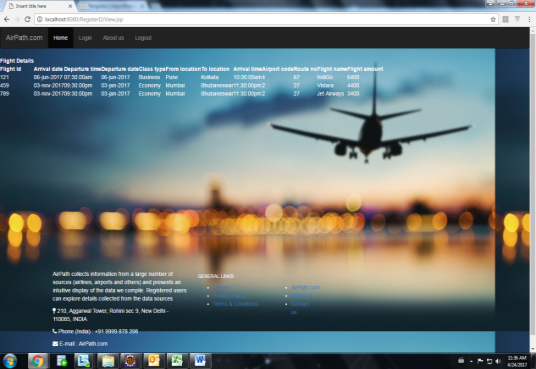 Insert title here
localhost:8080/RegisterD/View.jsp
AirPath.com Home Login About us Logout
Flight Details
Flight Id Arrival date Departure time Departure date Class type From location To location Arrival time Airport code Route no Flight name Flight amount
121 06-jun-2017 07:30:00am 06-jan-2017 Business Pune Kolkata 10:00:00am 4 67 IndiGo 6400
459 03-nov-2017 09:30:00pm 03-jan-2017 Economy Mumbai Bhubaneswar 11:30:00pm 2 27 Vistara 4400
789 03-nov-2017 09:30:00pm 03-jan-2017 Economy Mumbai Bhubaneswar 11:30:00pm 2 27 Jet Airways 3400
AirPath collects information from a large number of
sources (airlines, airports and others) and presents an
intuitive display of the data we compile. Registered users
can explore details collected from the data sources
GENERAL LINKS
AirPath.com
Terms & Conditions
Contact
us
210, Aggarwal Tower, Rohini sec 9, New Delhi -
110085, INDIA
Phone (India) : +91 9999 878 398
E-mail : AirPath.com
11:36 AM
4/24/2017